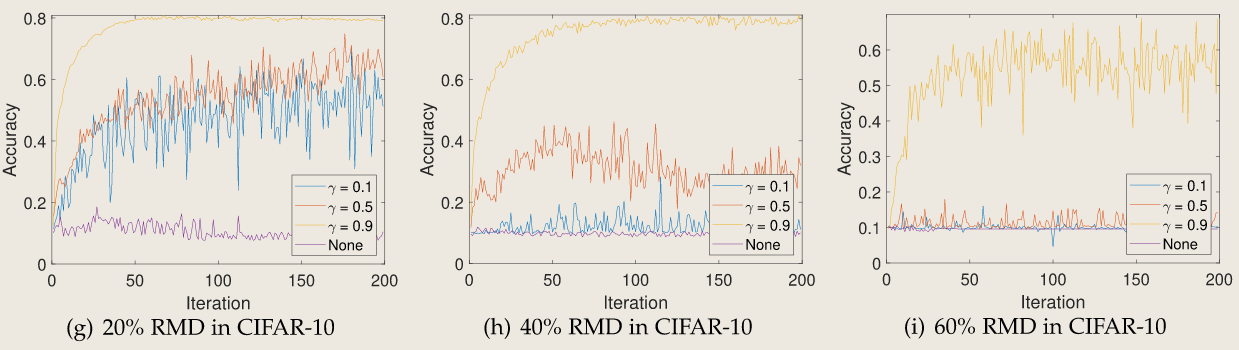 Accuracy
0.8
0.6
0.4
0.2
0
0 50 100 150 200
Iteration
γ = 0.1
γ = 0.5
γ = 0.9
None
(g) 20% RMD in CIFAR-10
Accuracy
0.8
0.6
0.4
0.2
0
0 50 100 150 200
Iteration
γ = 0.1
γ = 0.5
γ = 0.9
None
(h) 40% RMD in CIFAR-10
Accuracy
0.6
0.5
0.4
0.3
0.2
0.1
0
0 50 100 150 200
Iteration
γ = 0.1
γ = 0.5
γ = 0.9
None
(i) 60% RMD in CIFAR-10